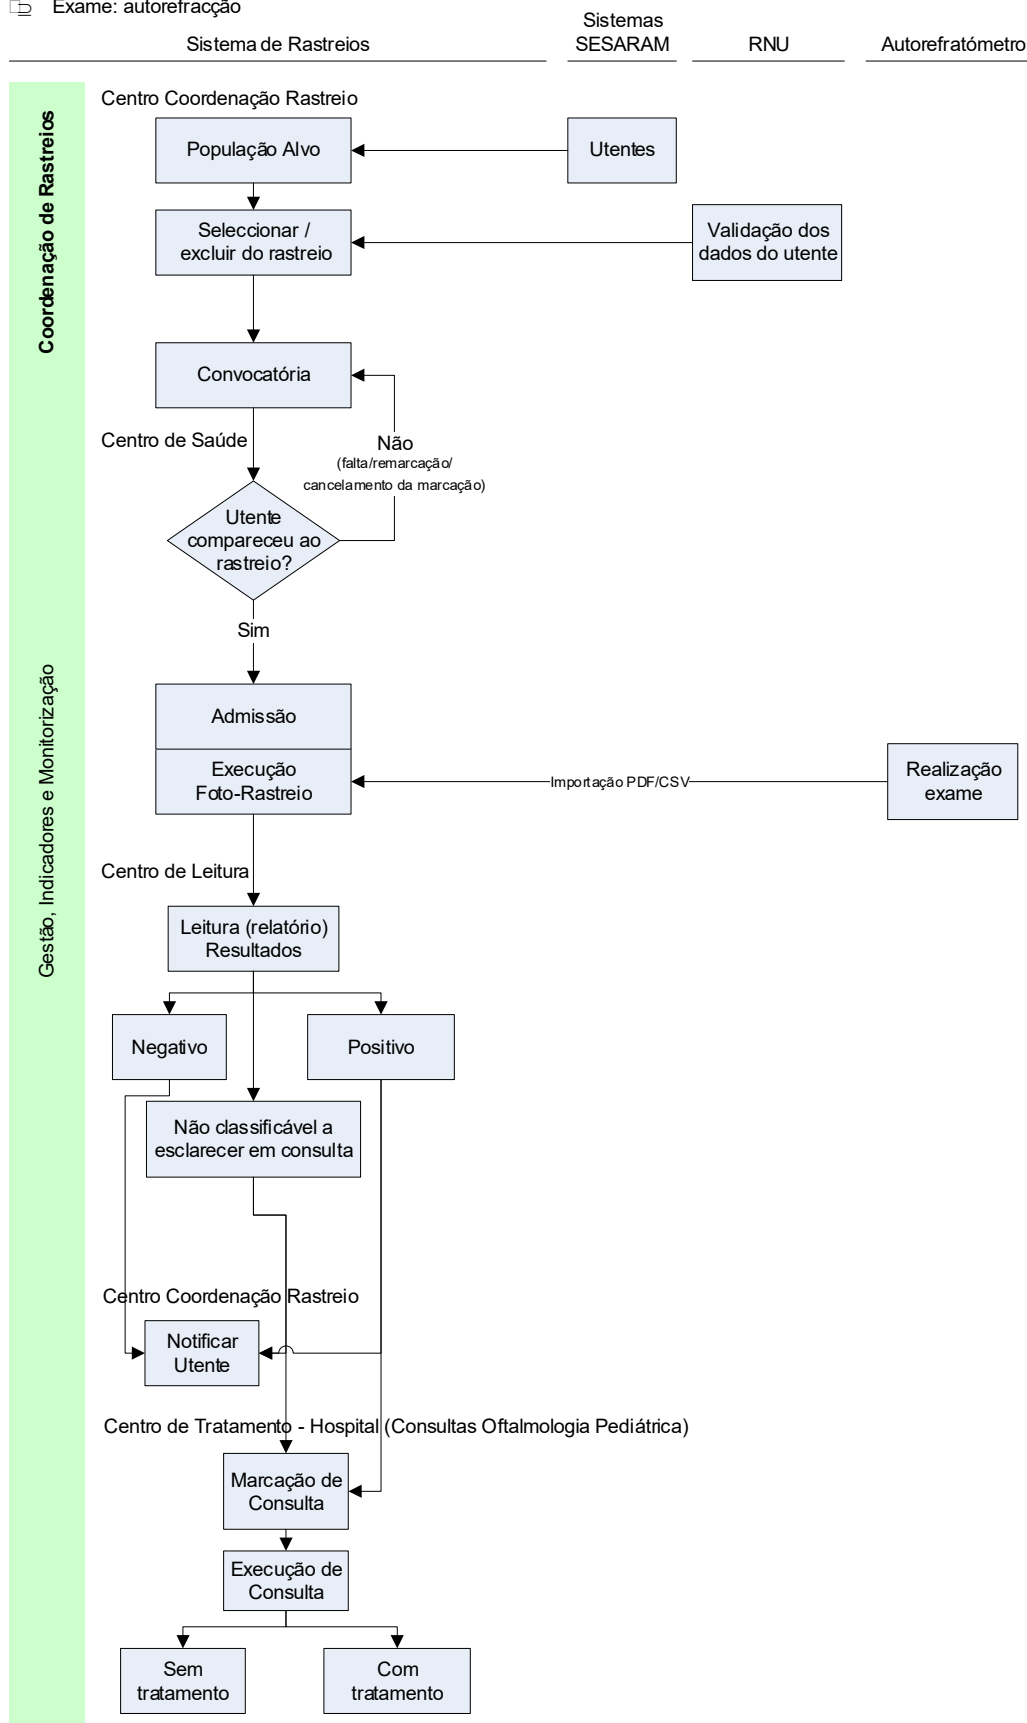 Exame: autorefracção
Sistema de Rastreios
Sistemas
SESARAM
RNU
Autorefratómetro
Coordenação de Rastreios
Gestão, Indicadores e Monitorização
Centro Coordenação Rastreio
População Alvo
Utentes
Seleccionar /
excluir do rastreio
Validação dos
dados do utente
Convocatória
Centro de Saúde
Não
(falta/remarcação/
cancelamento da marcação)
Utente
compareceu ao
rastreio?
Sim
Admissão
Execução
Foto-Rastreio
Importação PDF/CSV
Realização
exame
Centro de Leitura
Leitura (relatório)
Resultados
Negativo
Positivo
Não classificável a
esclarecer em consulta
Centro Coordenação Rastreio
Notificar
Utente
Centro de Tratamento - Hospital (Consultas Oftalmologia Pediátrica)
Marcação de
Consulta
Execução de
Consulta
Sem
tratamento
Com
tratamento